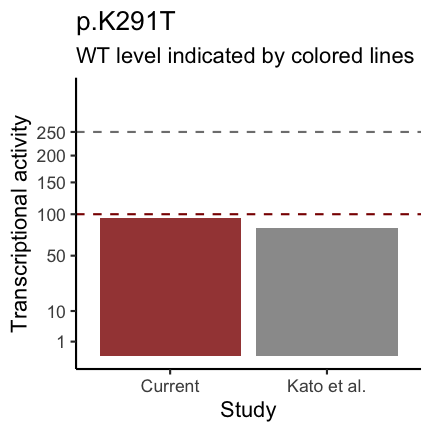 p.K291T
WT level indicated by colored lines
Transcriptional activity
250
200
150
100
50
10
1
Current
Kato et al.
Study